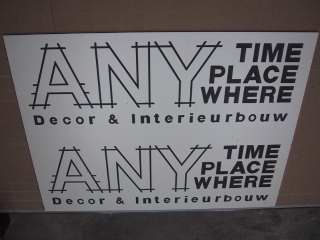 ANY TIME
PLACE
WHERE
Decor & Interieurbouw
ANY TIME
PLACE
WHERE
Decor & Interieurbouw